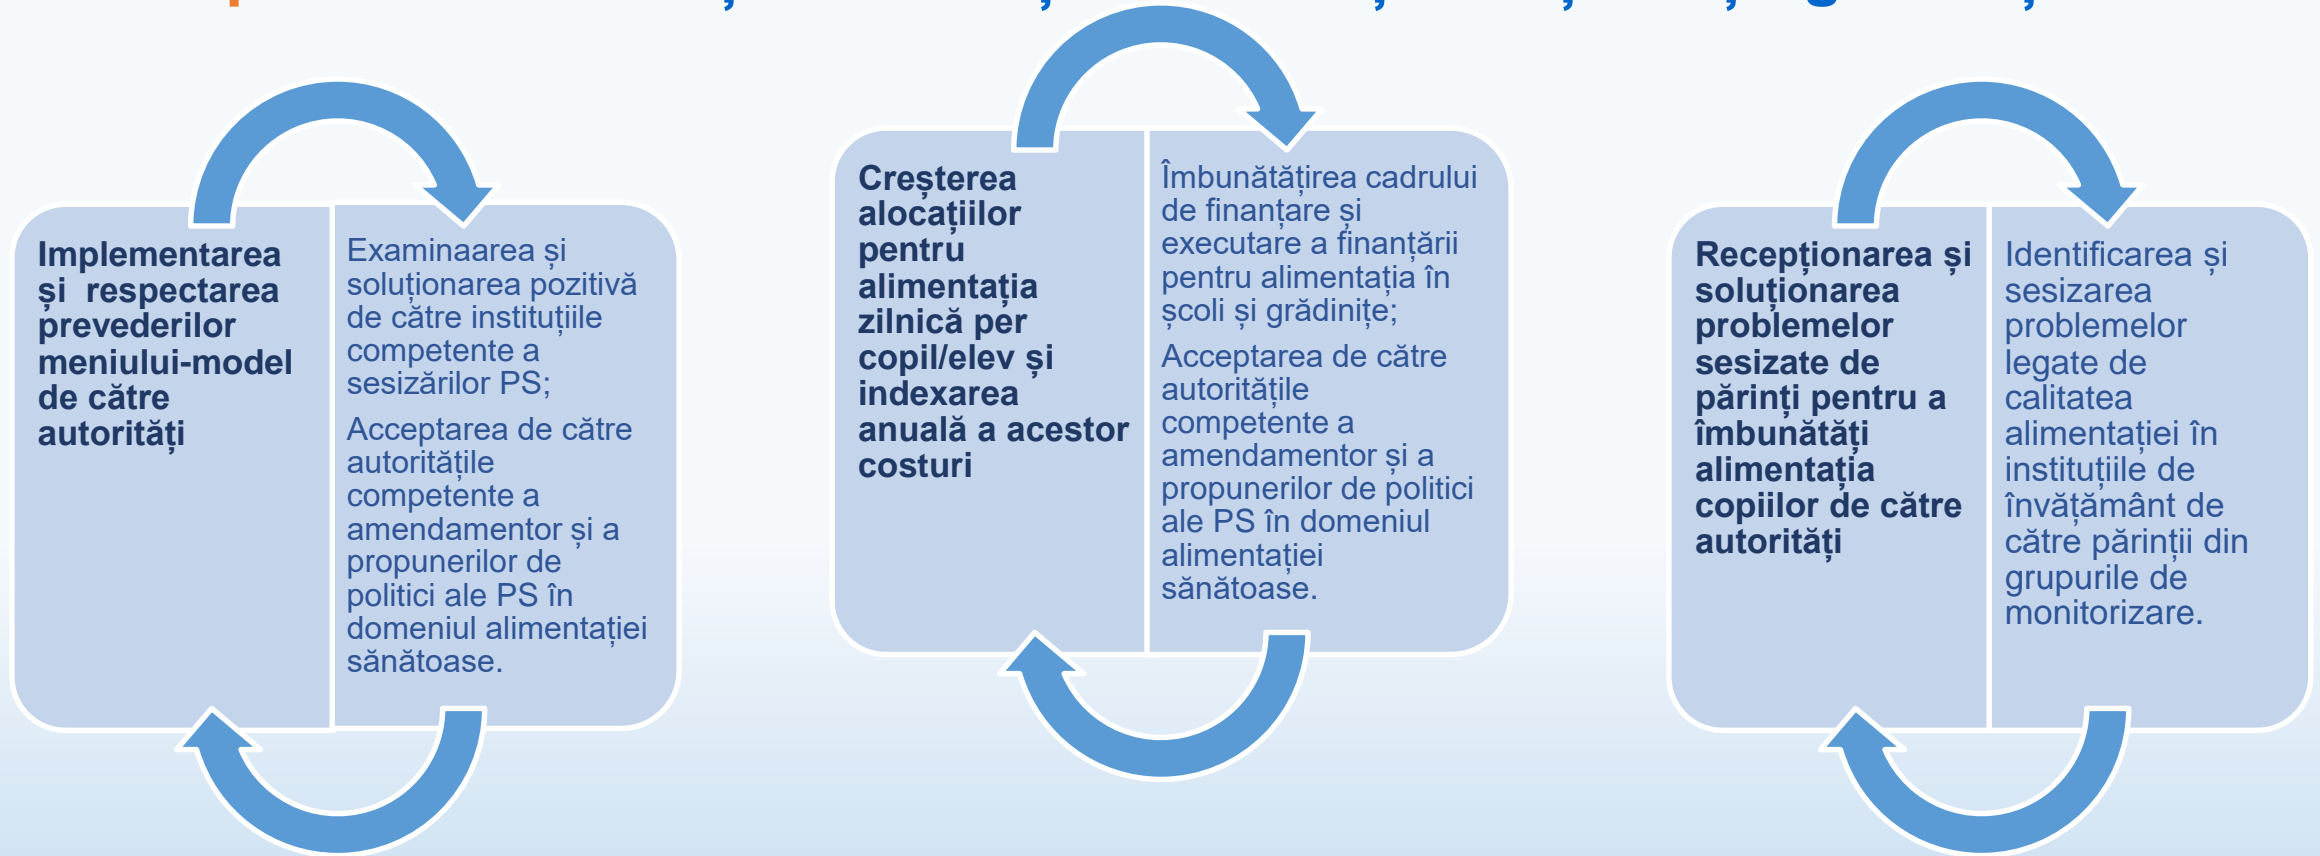 Implementarea
și  respectarea
prevederilor
meniului-model
de către
autorități
Examinaarea și
soluționarea pozitivă
de către instituțiile
competente a
sesizărilor PS;
Acceptarea de către
autoritățile
competente a
amendamentor și a
propunerilor de
politici ale PS în
domeniul alimentației
sănătoase.
Creșterea
alocațiilor
pentru
alimentația
zilnică per
copil/elev și
indexarea
anuală a acestor
costuri
Îmbunătățirea cadrului
de finanțare și
executare a finanțării
pentru alimentația în
școli și grădinițe;
Acceptarea de către
autoritățile
competente a
amendamentor și a
propunerilor de politici
ale PS în domeniul
alimentației
sănătoase.
Recepționarea și
soluționarea
problemelor
sesizate de
părinți pentru a
îmbunătăți
alimentația
copiilor de către
autorități
Identificarea și
sesizarea
problemelor
legate de
calitatea
alimentației în
instituțiile de
învățământ de
către părinții din
grupurile de
monitorizare.